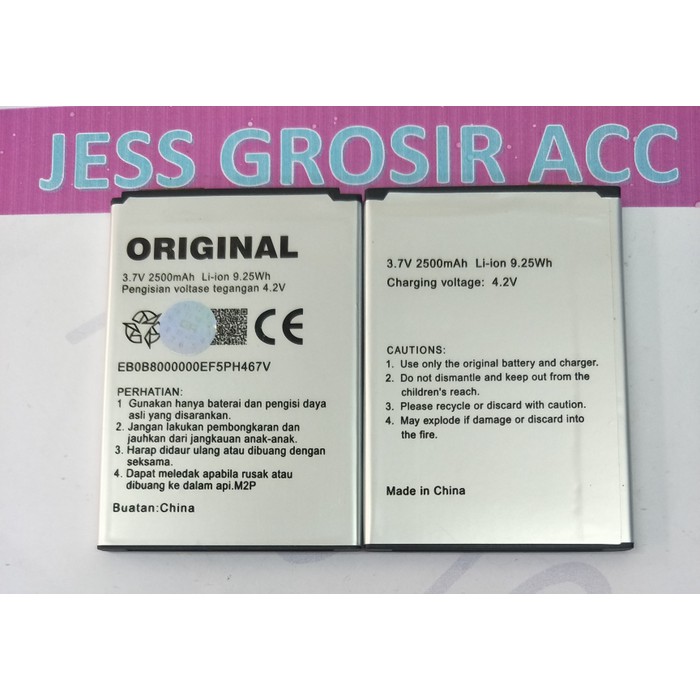 JESS GROSIR ACC
ORIGINAL
3.7V 2500mAh Li-ion 9.25Wh
Pengisian voltase tegangan 4.2V
CE
EB0B8000000EF5PH467V
PERHATIAN:
1 Gunakan hanya baterai dan pengisi daya
asli yang disarankan.
2. Jangan lakukan pembongkaran dan
jauhkan dari jangkauan anak-anak.
3. Harap didaur ulang atau dibuang dengan
seksama.
4. Dapat meledak apabila rusak atau
dibuang ke dalam api.M2P
Buatan:China
3.7V 2500mAh Li-ion 9.25Wh
Charging voltage: 4.2V
CAUTIONS:
1. Use only the original battery and charger.
2. Do not dismantle and keep out from the
children's reach.
3. Please recycle or discard with caution.
4. May explode if damage or discard into
the fire.
Made in China